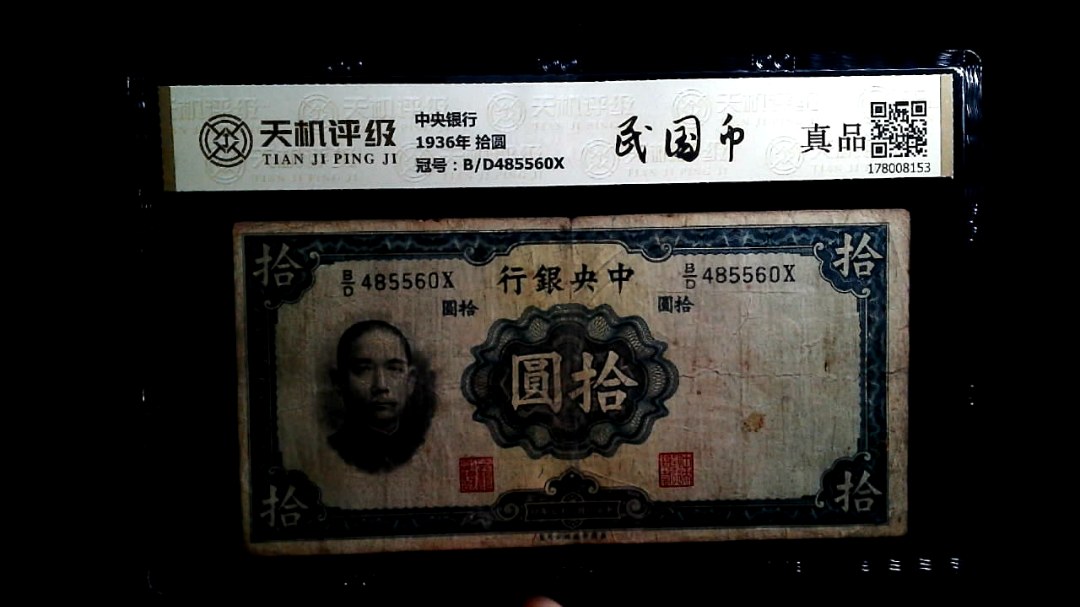 天机评级
TIAN JI PING JI
中央银行
1936年 拾圆
冠号：B/D485560X
民国币
真品
178008153
拾
拾
B/D 485560X
行銀央中
B/D 485560X
圓拾
圓拾
圓拾
拾
拾